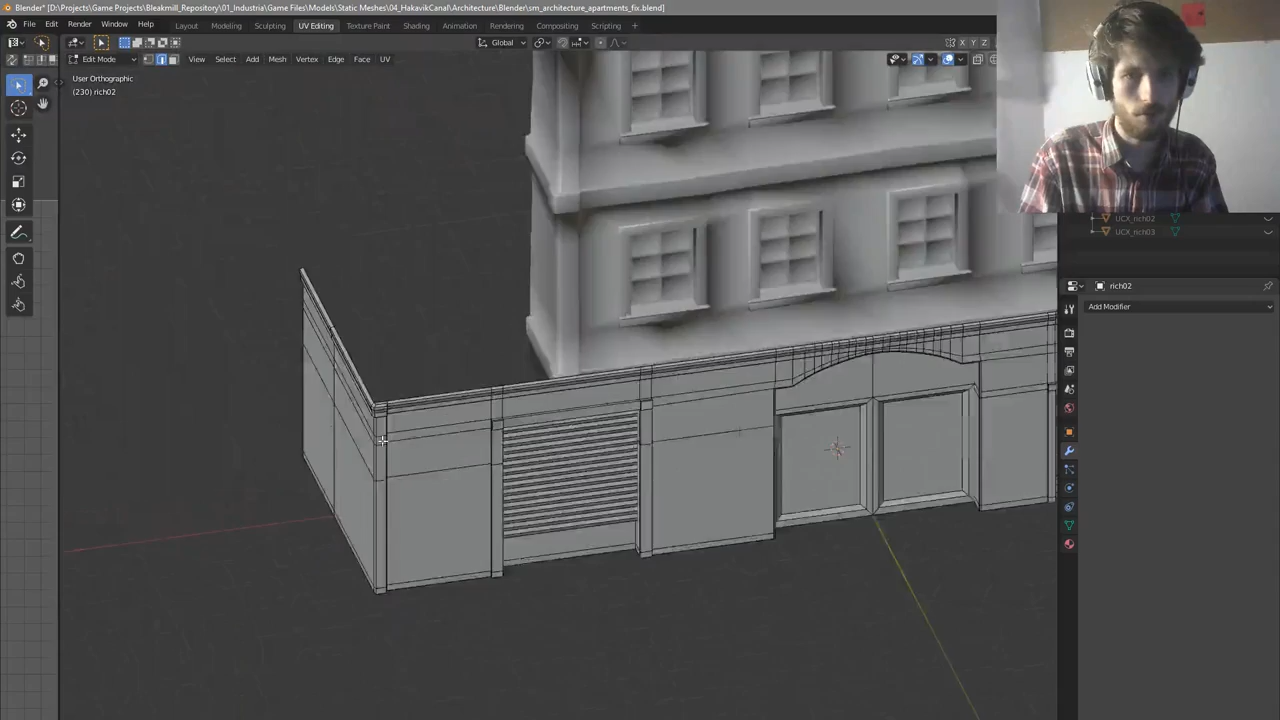 Blender* [D:\Projects\Game Projects\Bleakmill_Repository\01_Industria\Game Files\Models\Static Meshes\04_HakavikCanal\Architecture\Blender\sm_architecture_apartments_fix.blend]
File Edit Render Window Help Layout Modeling Sculpting UV Editing Texture Paint Shading Animation Rendering Compositing Scripting +
Global X Y Z
Edit Mode View Select Add Mesh Vertex Edge Face UV
User Orthographic
(230) rich02
UCX_rich02
UCX_rich03
rich02
Add Modifier